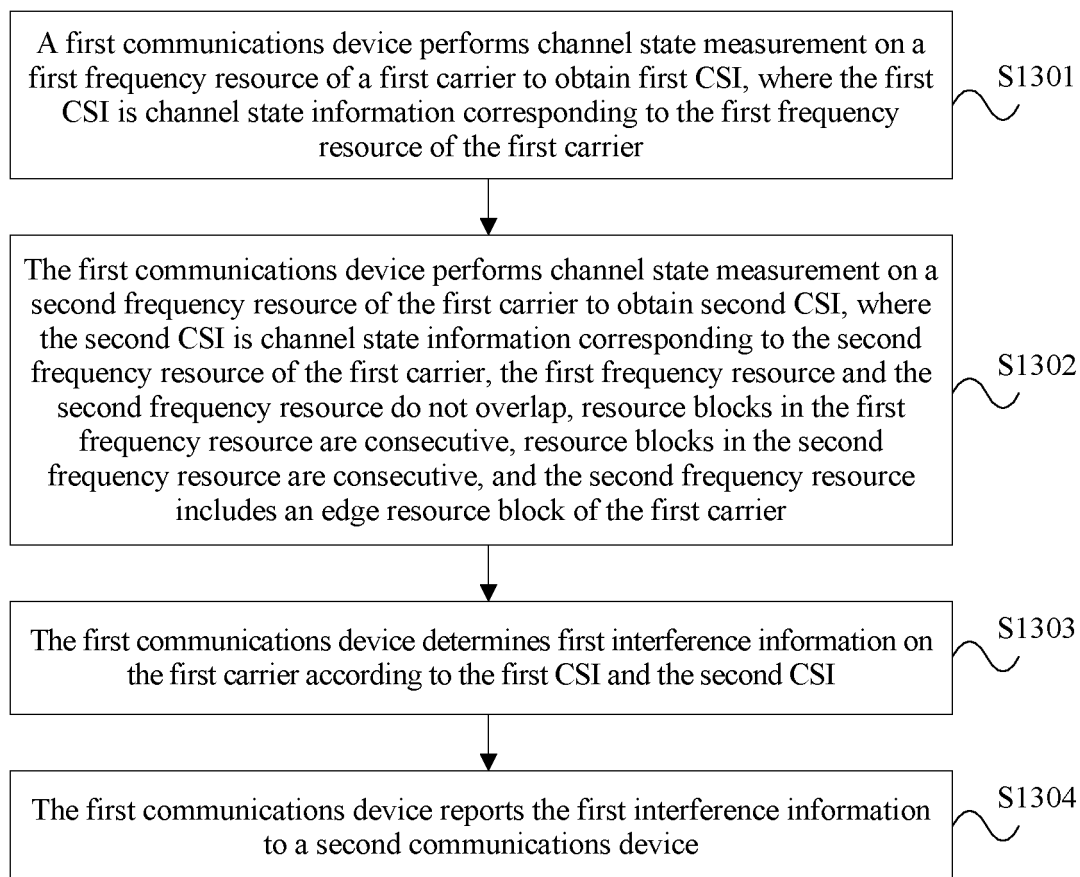 A first communications device performs channel state measurement on a
first frequency resource of a first carrier to obtain first CSI, where the first
CSI is channel state information corresponding to the first frequency
resource of the first carrier
S1301
The first communications device performs channel state measurement on a
second frequency resource of the first carrier to obtain second CSI, where
the second CSI is channel state information corresponding to the second
frequency resource of the first carrier, the first frequency resource and the
second frequency resource do not overlap, resource blocks in the first
frequency resource are consecutive, resource blocks in the second
frequency resource are consecutive, and the second frequency resource
includes an edge resource block of the first carrier
S1302
The first communications device determines first interference information on
the first carrier according to the first CSI and the second CSI
S1303
The first communications device reports the first interference information
to a second communications device
S1304